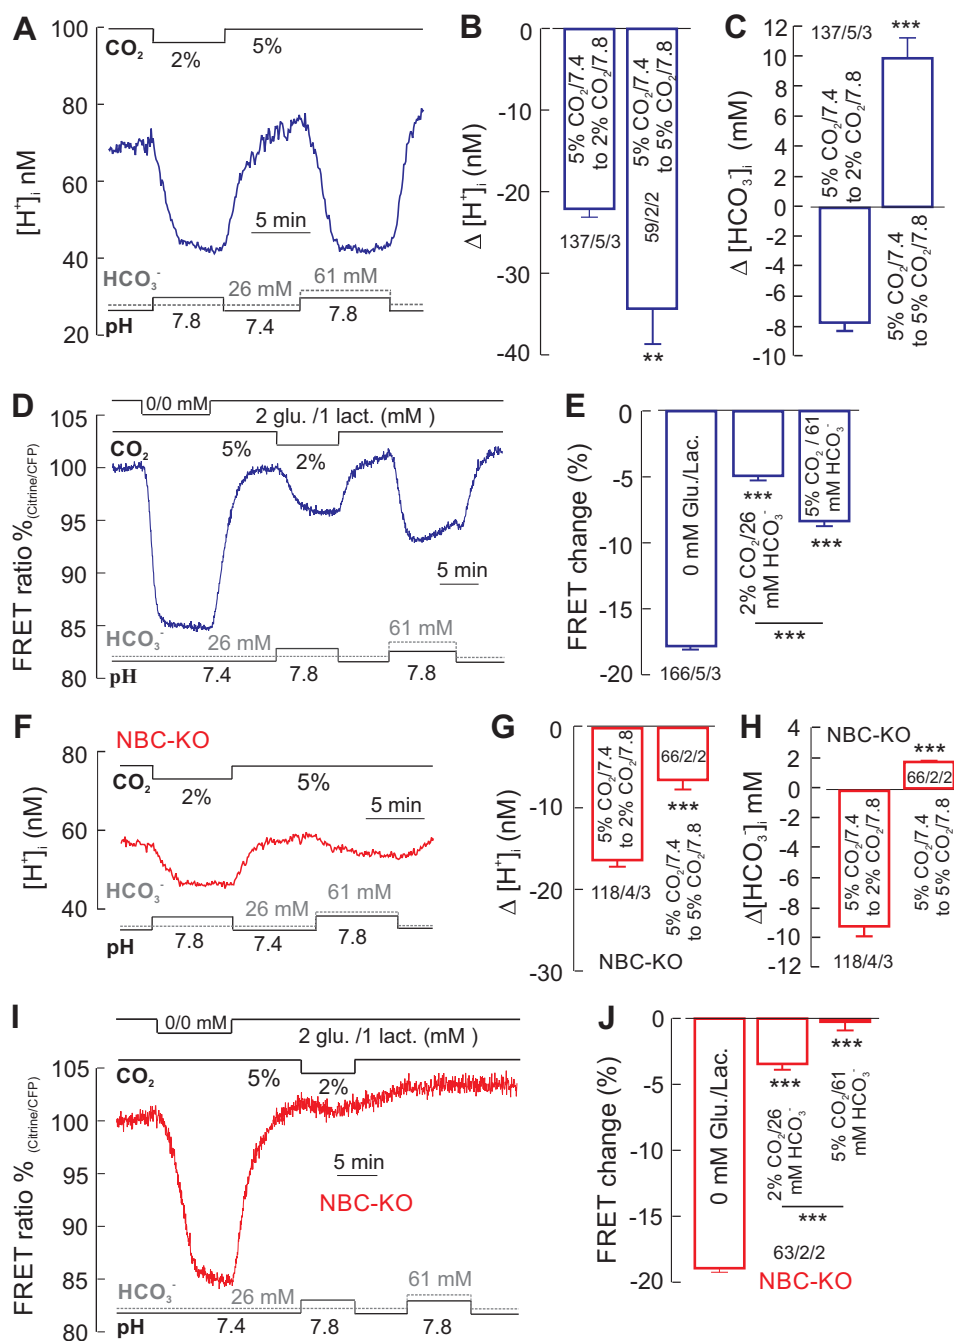 A
[H⁺]ᵢ nM
100
80
60
40
20
CO₂
2%
5%
5 min
HCO₃⁻
26 mM
61 mM
pH
7.8
7.4
7.8
B
Δ [H⁺]ᵢ (nM)
0
-10
-20
-30
-40
5% CO₂/7.4
to 2% CO₂/7.8
5% CO₂/7.4
to 5% CO₂/7.8
137/5/3
59/2/2
**
C
Δ [HCO₃⁻]ᵢ (mM)
12
10
8
6
4
2
0
-2
-4
-6
-8
-10
137/5/3
***
5% CO₂/7.4
to 2% CO₂/7.8
5% CO₂/7.4
to 5% CO₂/7.8
D
FRET ratio % (Citrine/CFP)
105
100
95
90
85
80
0/0 mM
2 glu. /1 lact. (mM )
CO₂
5%
2%
5 min
HCO₃⁻
26 mM
61 mM
pH
7.4
7.8
7.8
E
FRET change (%)
0
-5
-10
-15
-20
0 mM Glu./Lac.
2% CO₂/26
mM HCO₃⁻
5% CO₂ / 61
mM HCO₃⁻
***
***
***
166/5/3
F
NBC-KO
[H⁺]ᵢ (nM)
80
60
40
CO₂
2%
5%
5 min
HCO₃⁻
26 mM
61 mM
pH
7.8
7.4
7.8
G
Δ [H⁺]ᵢ (nM)
0
-10
-20
-30
5% CO₂/7.4
to 2% CO₂/7.8
66/2/2
***
5% CO₂/7.4
to 5% CO₂/7.8
118/4/3
NBC-KO
H
Δ[HCO₃⁻]ᵢ mM
4
2
0
-2
-4
-6
-8
-10
-12
NBC-KO
***
66/2/2
5% CO₂/7.4
to 2% CO₂/7.8
5% CO₂/7.4
to 5% CO₂/7.8
118/4/3
I
FRET ratio % (Citrine/CFP)
105
100
95
90
85
80
0/0 mM
2 glu. /1 lact. (mM )
CO₂
5%
2%
5 min
NBC-KO
HCO₃⁻
26 mM
61 mM
pH
7.4
7.8
7.8
J
FRET change (%)
0
-5
-10
-15
-20
0 mM Glu./Lac.
2% CO₂/26
mM HCO₃⁻
5% CO₂/61
mM HCO₃⁻
***
***
***
63/2/2
NBC-KO